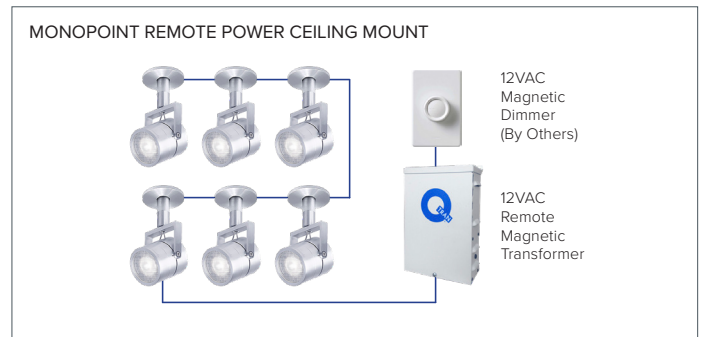 MONOPOINT REMOTE POWER CEILING MOUNT
12VAC
Magnetic
Dimmer
(By Others)
12VAC
Remote
Magnetic
Transformer
Q